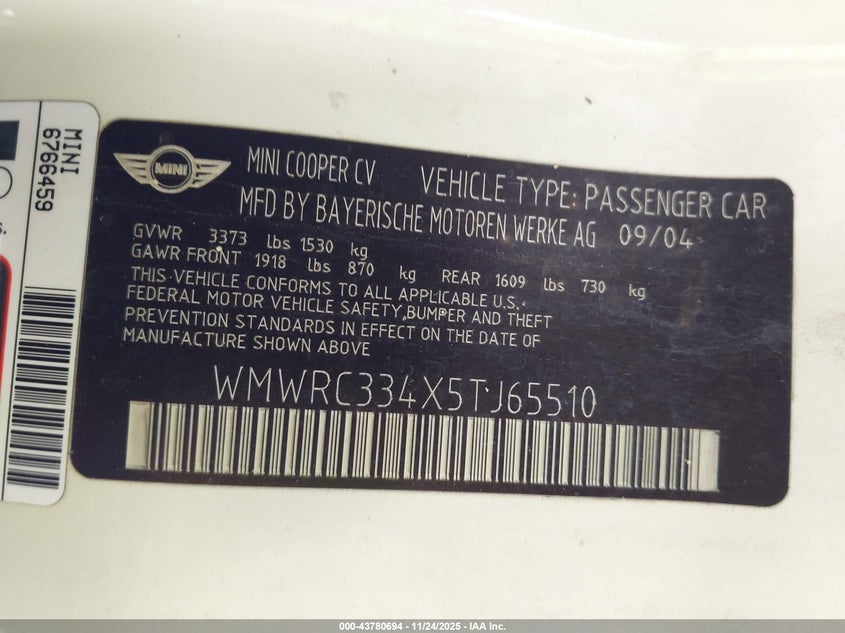 MINI
6766459
MINI
MINI COOPER CV VEHICLE TYPE: PASSENGER CAR
MFD BY BAYERISCHE MOTOREN WERKE AG 09/04
GVWR 3373 lbs 1530 kg
GAWR FRONT 1918 lbs 870 kg REAR 1609 lbs 730 kg
THIS VEHICLE CONFORMS TO ALL APPLICABLE U.S.
FEDERAL MOTOR VEHICLE SAFETY,BUMPER AND THEFT
PREVENTION STANDARDS IN EFFECT ON THE DATE OF
MANUFACTURE SHOWN ABOVE
WMWRC334X5TJ65510
000-43780694 - 11/24/2025 - IAA Inc.